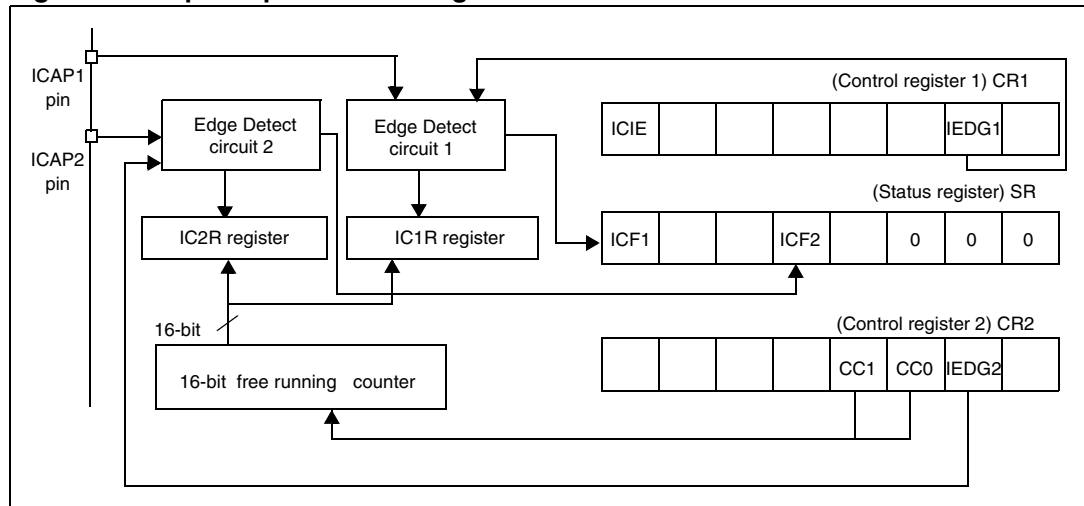 ICAP1
pin
ICAP2
pin
Edge Detect
circuit 2
Edge Detect
circuit 1
IC2R register
IC1R register
16-bit
16-bit free running counter
(Control register 1) CR1
ICIE IEDG1
(Status register) SR
ICF1 ICF2 0 0 0
(Control register 2) CR2
CC1 CC0 IEDG2